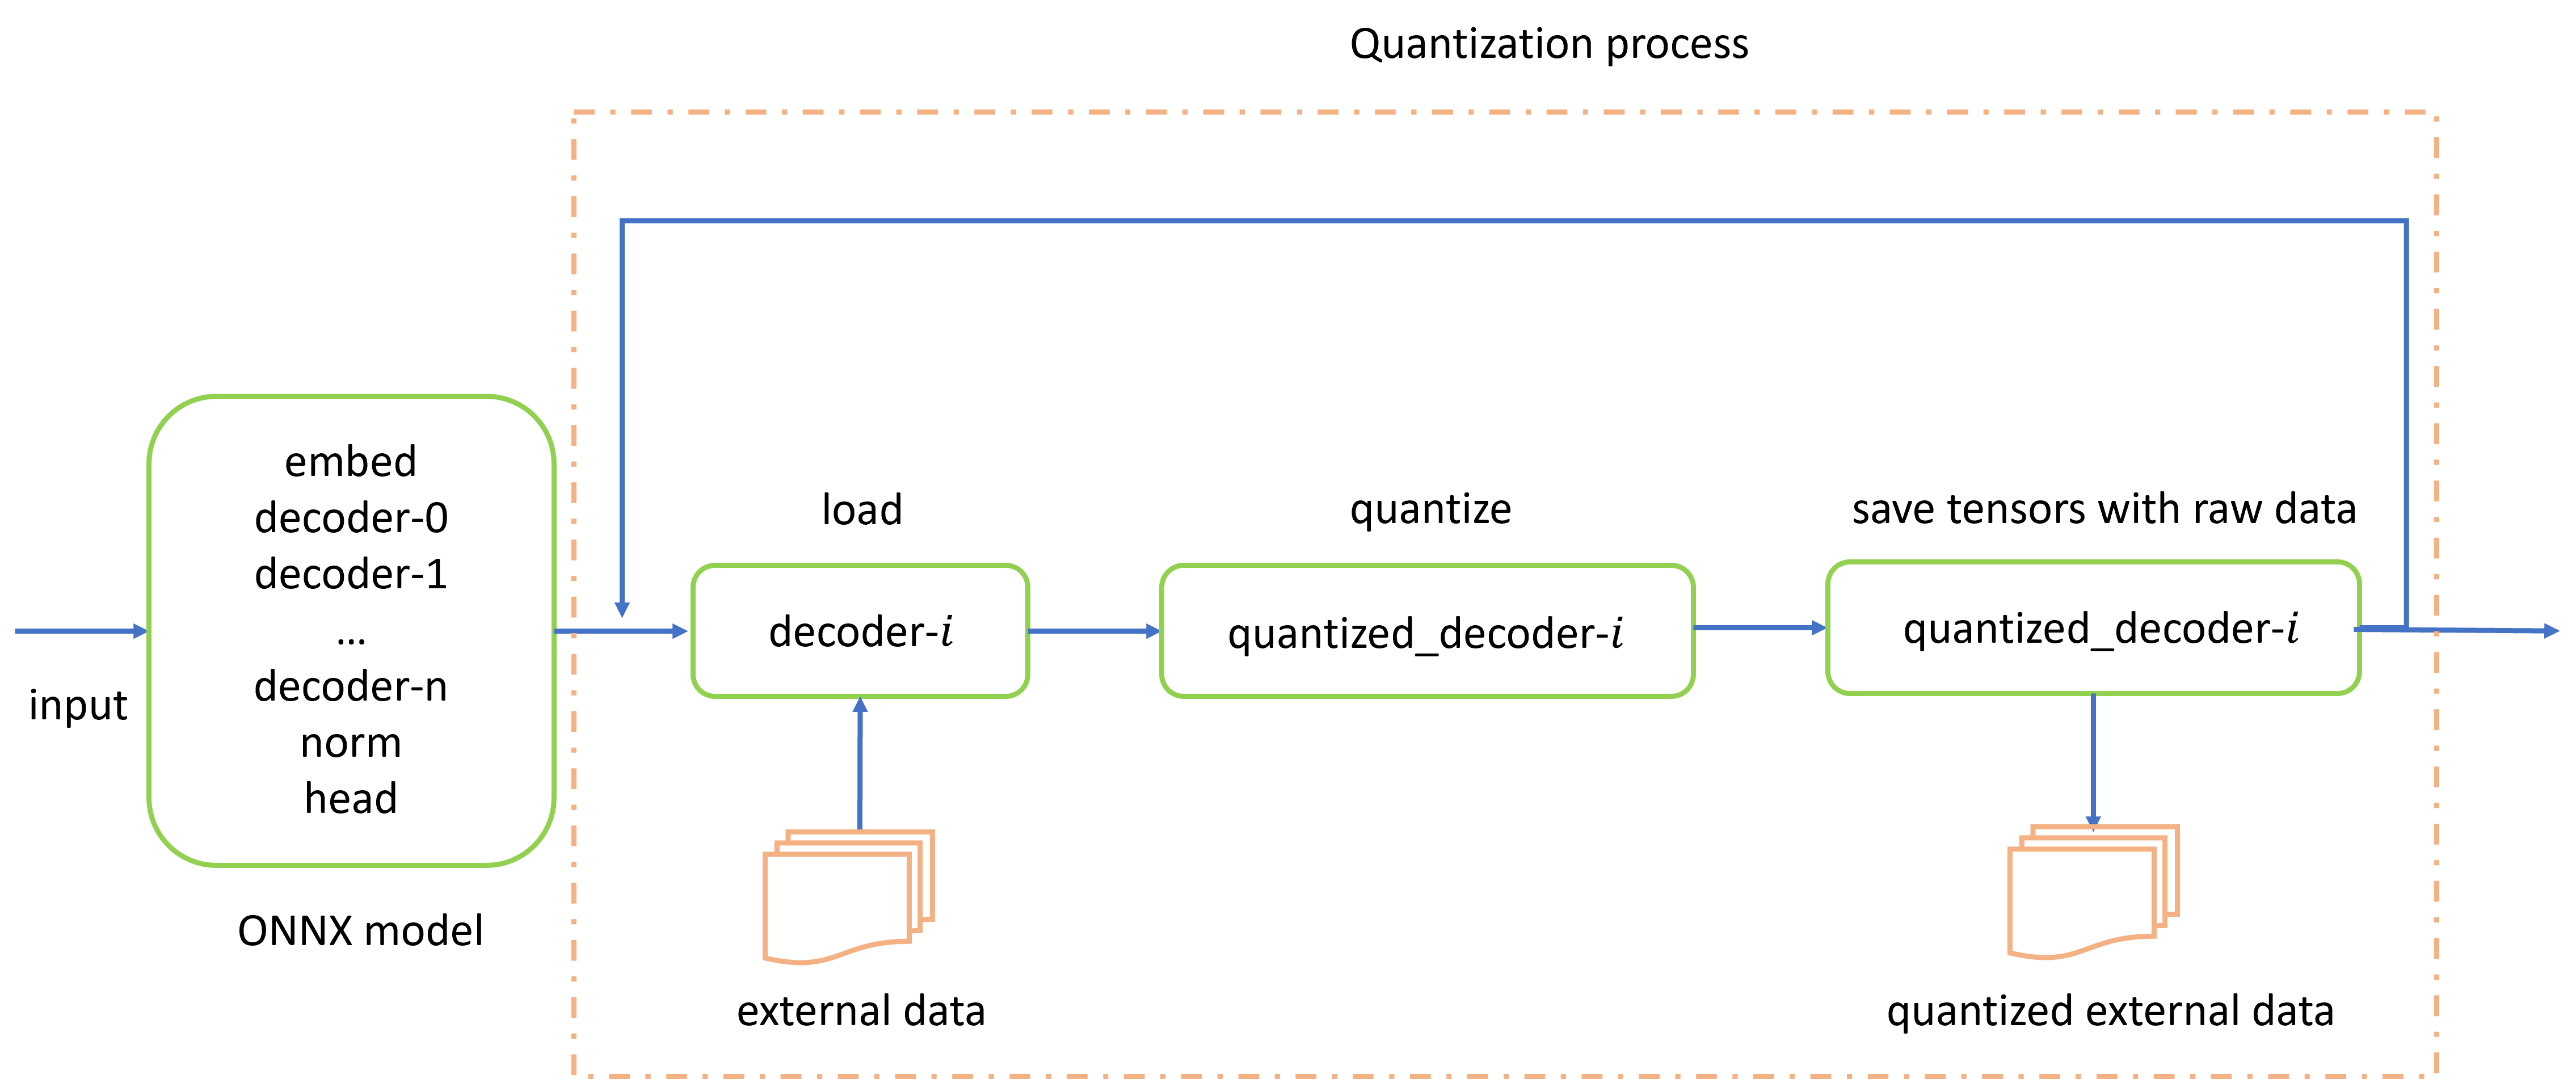 Quantization process
embed
decoder-0
decoder-1
...
decoder-n
norm
head
input
ONNX model
load
decoder-i
quantize
quantized_decoder-i
save tensors with raw data
quantized_decoder-i
external data
quantized external data